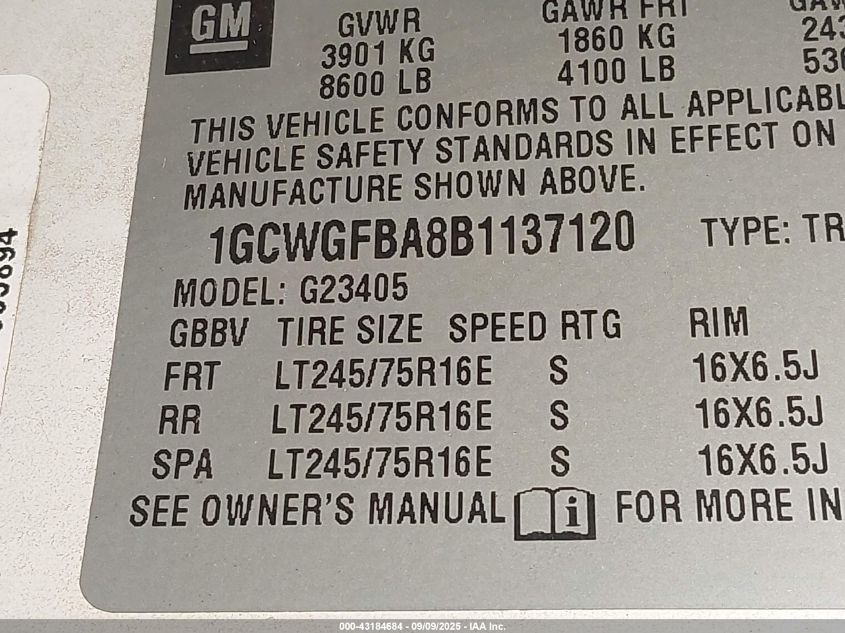 GM
GVWR GAWR FRT
3901 KG 1860 KG
8600 LB 4100 LB
THIS VEHICLE CONFORMS TO ALL
VEHICLE SAFETY STANDARDS IN EFFECT ON
MANUFACTURE SHOWN ABOVE.
1GCWGFBA8B1137120 TYPE:
MODEL: G23405
GBBV TIRE SIZE SPEED RTG RIM
FRT LT245/75R16E S 16X6.5J
RR LT245/75R16E S 16X6.5J
SPA LT245/75R16E S 16X6.5J
SEE OWNER'S MANUAL i FOR MORE
000-43184684 - 09/09/2025 - IAA Inc.